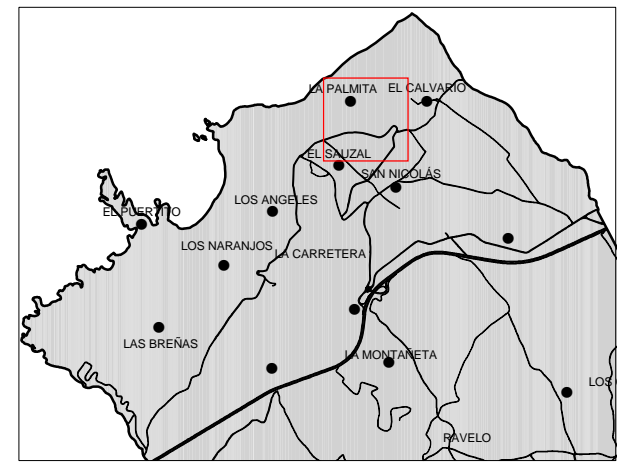 LA PALMITA
EL CALVARIO
EL SAUZAL
SAN NICOLÁS
LOS ANGELES
EL PUERTITO
LOS NARANJOS
LA CARRETERA
LAS BREÑAS
LA MONTAÑETA
LOS
RAVELO